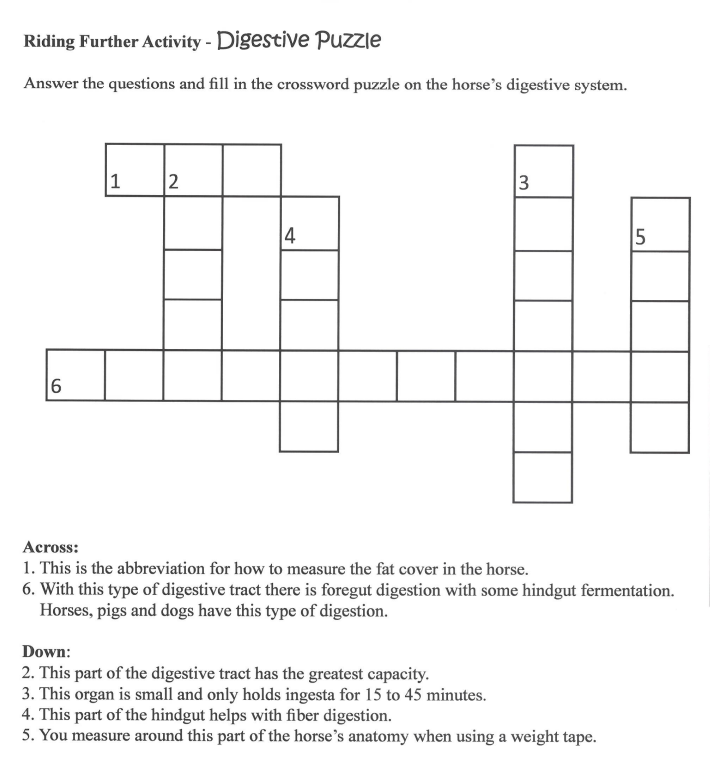 Riding Further Activity - Digestive Puzzle
Answer the questions and fill in the crossword puzzle on the horse's digestive system.
1 2 3
4 5
6
Across:
1. This is the abbreviation for how to measure the fat cover in the horse.
6. With this type of digestive tract there is foregut digestion with some hindgut fermentation.
Horses, pigs and dogs have this type of digestion.
Down:
2. This part of the digestive tract has the greatest capacity.
3. This organ is small and only holds ingesta for 15 to 45 minutes.
4. This part of the hindgut helps with fiber digestion.
5. You measure around this part of the horse's anatomy when using a weight tape.